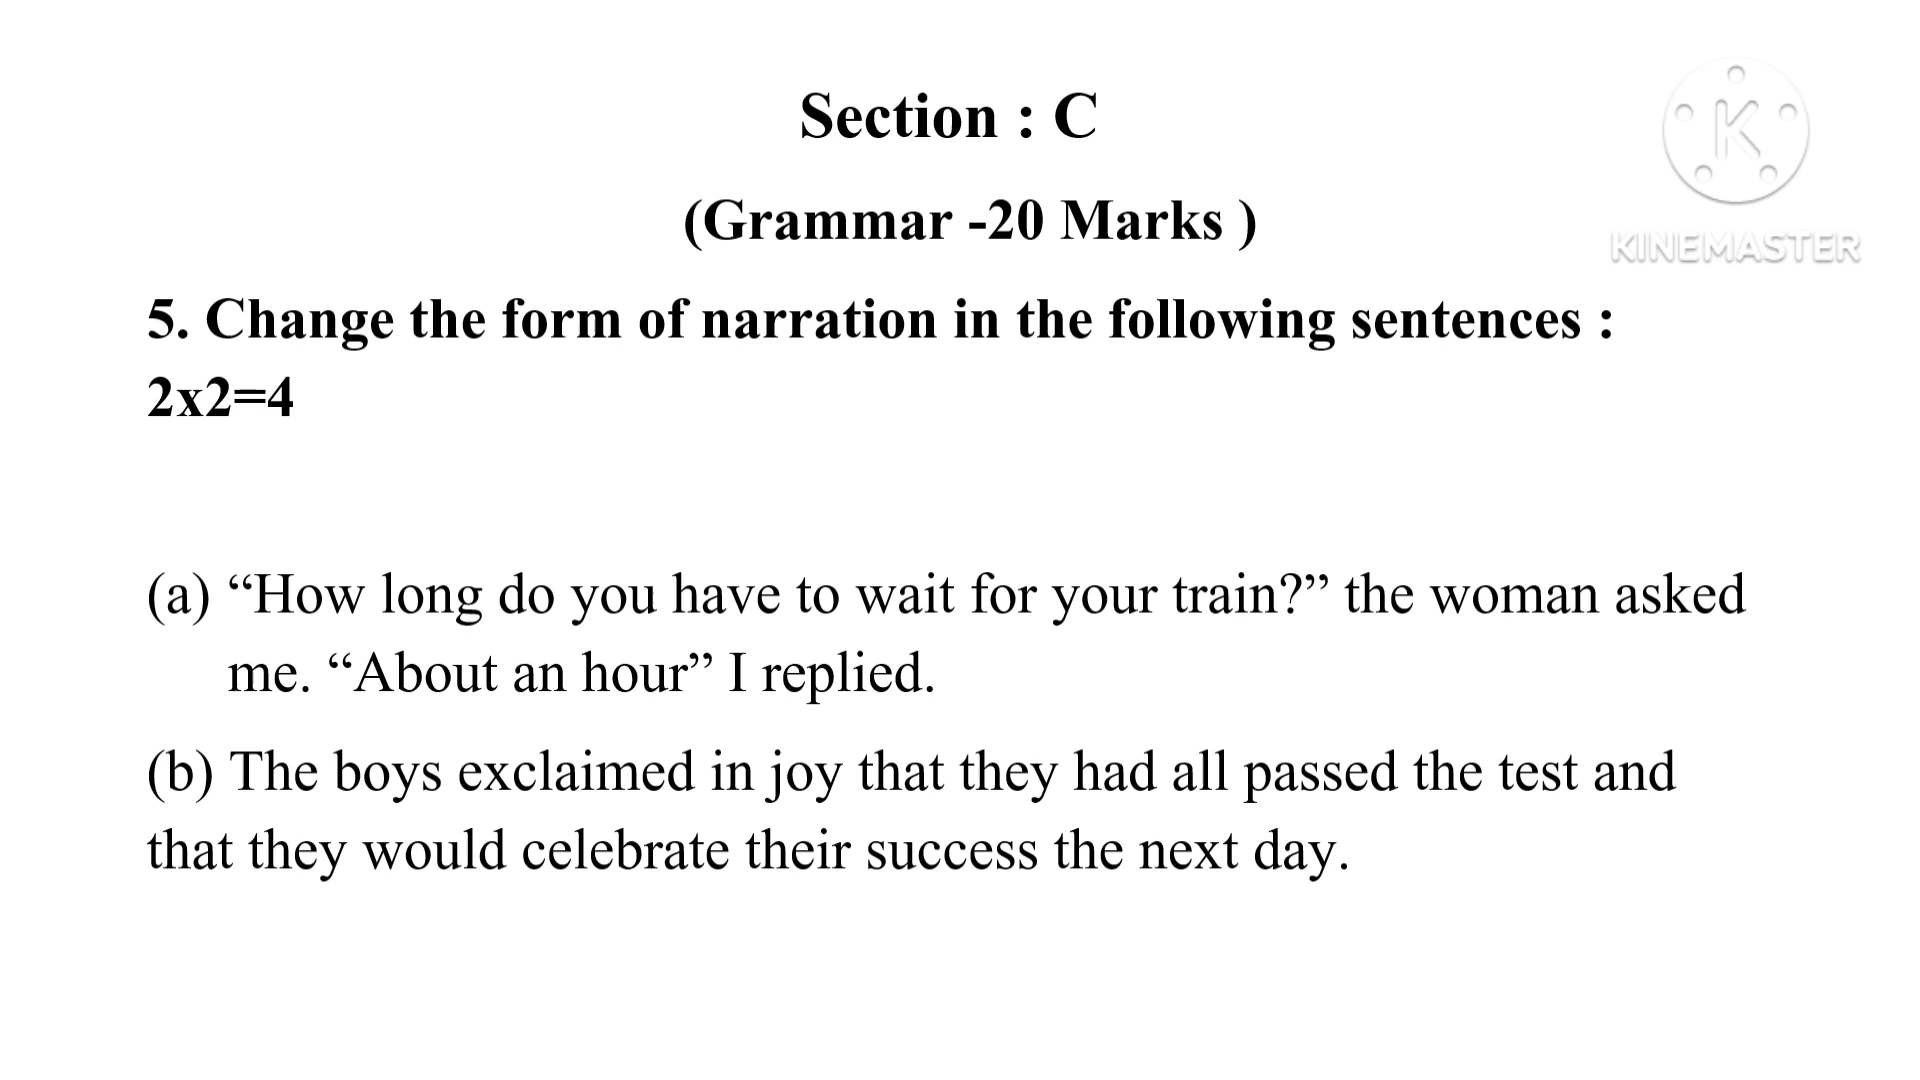 Section : C
K
KINEMASTER
(Grammar -20 Marks )
5. Change the form of narration in the following sentences :
2x2=4
(a) “How long do you have to wait for your train?” the woman asked
me. “About an hour” I replied.
(b) The boys exclaimed in joy that they had all passed the test and
that they would celebrate their success the next day.